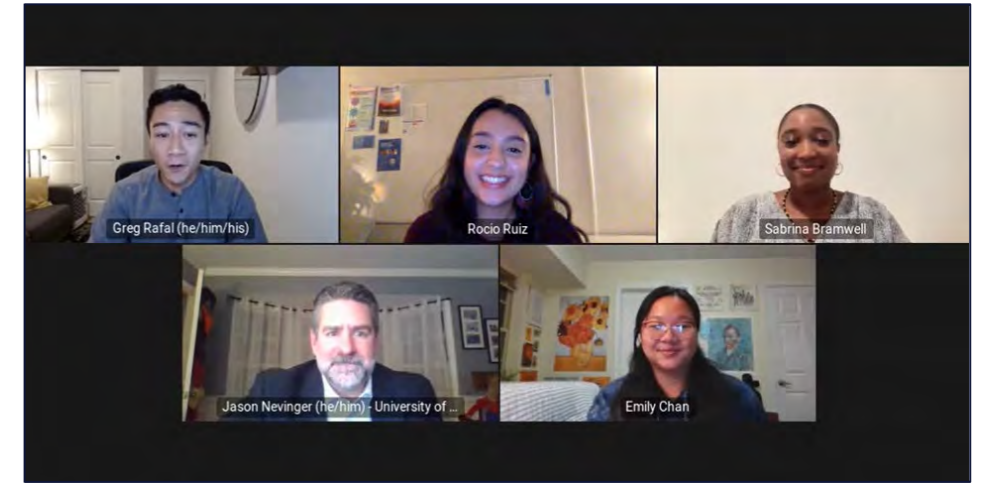 Greg Rafal (he/him/his)
Rocio Ruiz
Sabrina Bramwell
Jason Nevinger (he/him) - University of ...
Emily Chan